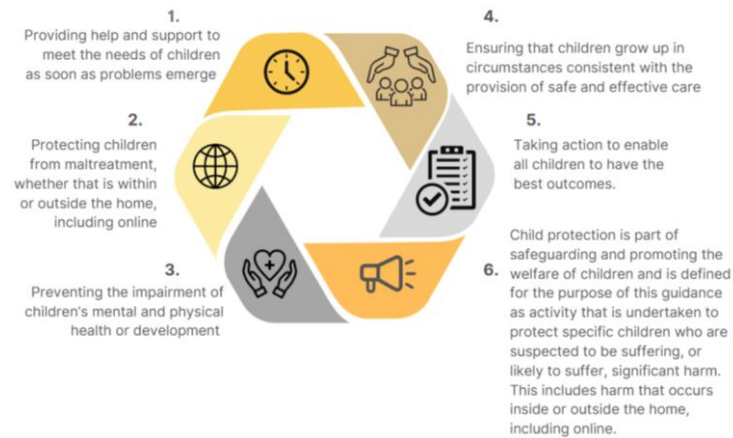 1.
Providing help and support to
meet the needs of children
as soon as problems emerge
2.
Protecting children
from maltreatment,
whether that is within
or outside the home,
including online
3.
Preventing the impairment of
children's mental and physical
health or development
4.
Ensuring that children grow up in
circumstances consistent with the
provision of safe and effective care
5.
Taking action to enable
all children to have the
best outcomes.
6.
Child protection is part of
safeguarding and promoting the
welfare of children and is defined
for the purpose of this guidance
as activity that is undertaken to
protect specific children who are
suspected to be suffering, or
likely to suffer, significant harm.
This includes harm that occurs
inside or outside the home,
including online.